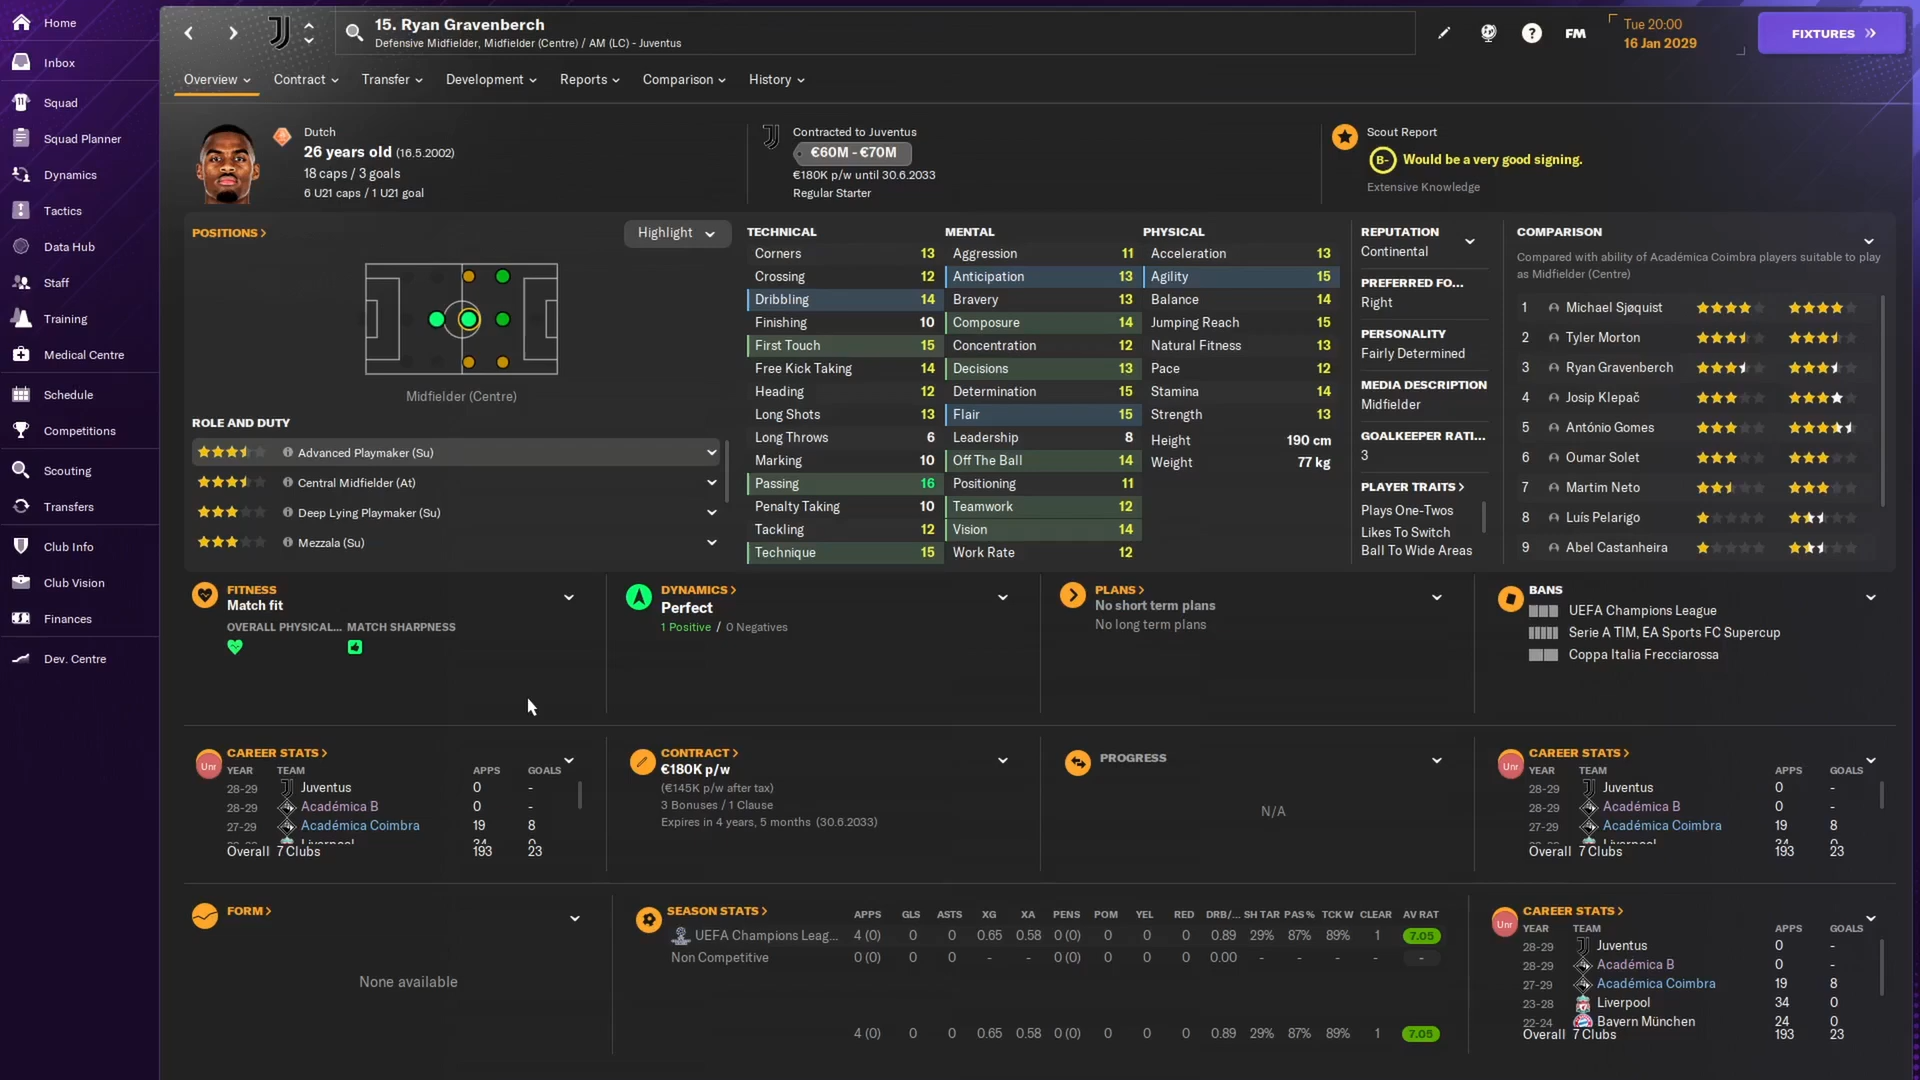 Home
Inbox
Squad
Squad Planner
Dynamics
Tactics
Data Hub
Staff
Training
Medical Centre
Schedule
Competitions
Scouting
Transfers
Club Info
Club Vision
Finances
Dev. Centre
15. Ryan Gravenberch
Defensive Midfielder, Midfielder (Centre) / AM (LC) - Juventus
FM
Tue 20:00
16 Jan 2029
FIXTURES
Overview Contract Transfer Development Reports Comparison History
Dutch
26 years old (16.5.2002)
18 caps / 3 goals
6 U21 caps / 1 U21 goal
Contracted to Juventus
€60M - €70M
€180K p/w until 30.6.2033
Regular Starter
Scout Report
B- Would be a very good signing.
Extensive Knowledge
POSITIONS
Highlight
Midfielder (Centre)
ROLE AND DUTY
Advanced Playmaker (Su)
Central Midfielder (At)
Deep Lying Playmaker (Su)
Mezzala (Su)
TECHNICAL
Corners 13
Crossing 12
Dribbling 14
Finishing 10
First Touch 15
Free Kick Taking 14
Heading 12
Long Shots 13
Long Throws 6
Marking 10
Passing 16
Penalty Taking 10
Tackling 12
Technique 15
MENTAL
Aggression 11
Anticipation 13
Bravery 13
Composure 14
Concentration 12
Decisions 13
Determination 15
Flair 15
Leadership 8
Off The Ball 14
Positioning 11
Teamwork 12
Vision 14
Work Rate 12
PHYSICAL
Acceleration 13
Agility 15
Balance 14
Jumping Reach 15
Natural Fitness 13
Pace 12
Stamina 14
Strength 13
Height 190 cm
Weight 77 kg
REPUTATION
Continental
PREFERRED FO...
Right
PERSONALITY
Fairly Determined
MEDIA DESCRIPTION
Midfielder
GOALKEEPER RATI...
3
PLAYER TRAITS
Plays One-Twos
Likes To Switch
Ball To Wide Areas
COMPARISON
Compared with ability of Académica Coimbra players suitable to play
as Midfielder (Centre)
1 Michael Sjøquist
2 Tyler Morton
3 Ryan Gravenberch
4 Josip Klepač
5 António Gomes
6 Oumar Solet
7 Martim Neto
8 Luís Pelarigo
9 Abel Castanheira
FITNESS
Match fit
OVERALL PHYSICAL... MATCH SHARPNESS
DYNAMICS
Perfect
1 Positive / 0 Negatives
PLANS
No short term plans
No long term plans
BANS
UEFA Champions League
Serie A TIM, EA Sports FC Supercup
Coppa Italia Frecciarossa
Unr
CAREER STATS
YEAR TEAM APPS GOALS
28-29 Juventus 0 -
28-29 Académica B 0 -
27-29 Académica Coimbra 19 8
Liverpool 34 0
Overall 7 Clubs 193 23
CONTRACT
€180K p/w
(€145K p/w after tax)
3 Bonuses / 1 Clause
Expires in 4 years, 5 months (30.6.2033)
PROGRESS
N/A
Unr
CAREER STATS
YEAR TEAM APPS GOALS
28-29 Juventus 0 -
28-29 Académica B 0 -
27-29 Académica Coimbra 19 8
Liverpool 34 0
Overall 7 Clubs 193 23
FORM
None available
SEASON STATS APPS GLS ASTS XG XA PENS POM YEL RED DRB/... SH TAR PAS % TCK W CLEAR AV RAT
UEFA Champions Leag... 4 (0) 0 0 0.65 0.58 0 (0) 0 0 0 0.89 29% 87% 89% 1 7.05
Non Competitive 0 (0) 0 0 - - 0 (0) 0 0 0 0.00 - - - - -
4 (0) 0 0 0.65 0.58 0 (0) 0 0 0 0.89 29% 87% 89% 1 7.05
Unr
CAREER STATS
YEAR TEAM APPS GOALS
28-29 Juventus 0 -
28-29 Académica B 0 -
27-29 Académica Coimbra 19 8
23-28 Liverpool 34 0
22-24 Bayern München 24 0
Overall 7 Clubs 193 23